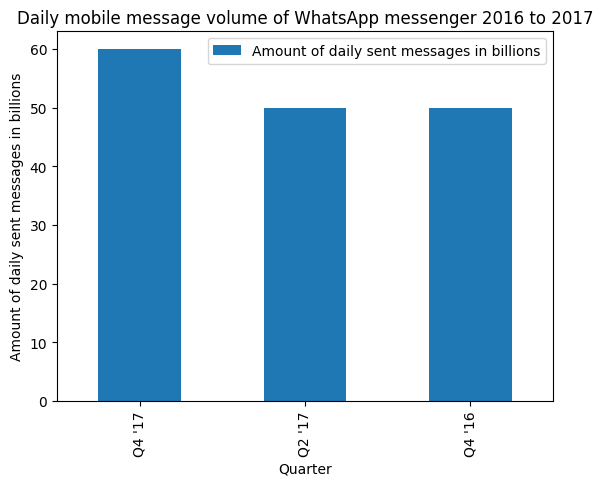 Daily mobile message volume of WhatsApp messenger 2016 to 2017
Amount of daily sent messages in billions
Amount of daily sent messages in billions
60
50
40
30
20
10
0
Q4 '17
Q2 '17
Q4 '16
Quarter